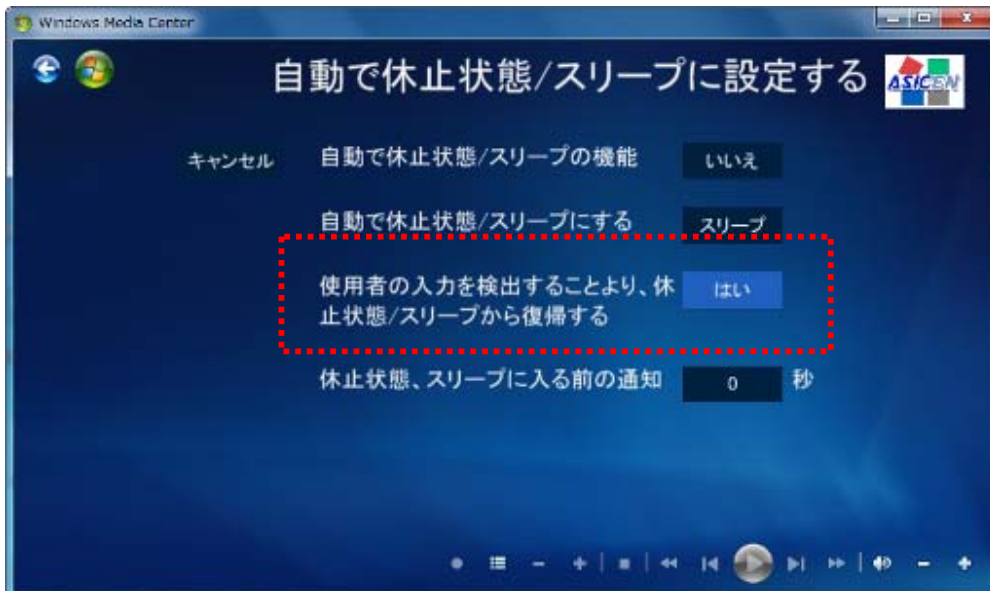 Windows Media Center
自動で休止状態/スリープに設定する
ASICEN
キャンセル
自動で休止状態/スリープの機能 いいえ
自動で休止状態/スリープにする スリープ
使用者の入力を検出することより、休 はい
止状態/スリープから復帰する
休止状態、スリープに入る前の通知 0 秒